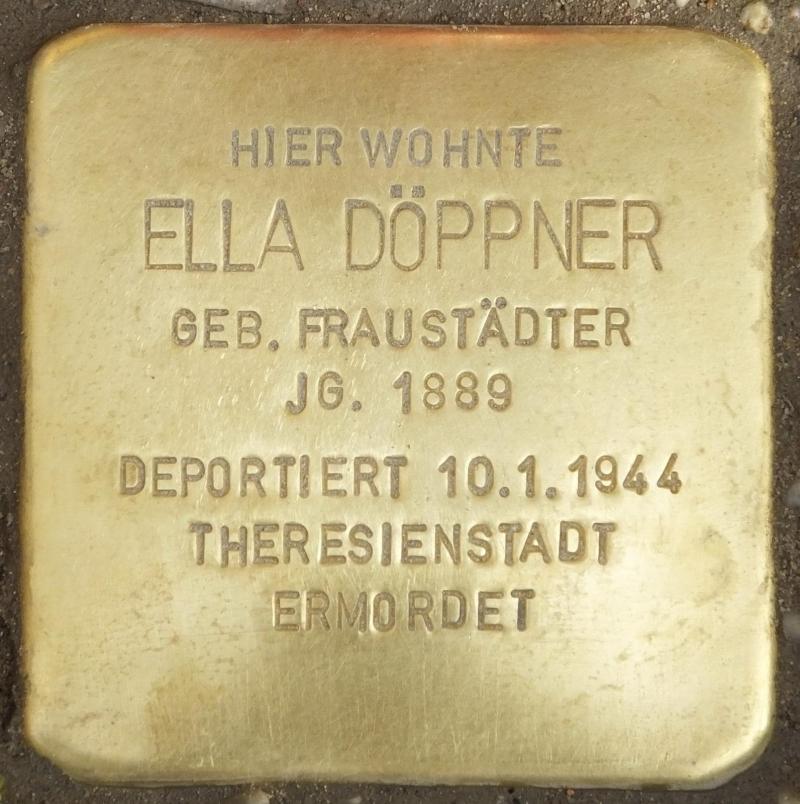 HIER WOHNTE
ELLA DÖPPNER
GEB. FRAUSTÄDTER
JG. 1889
DEPORTIERT 10.1.1944
THERESIENSTADT
ERMORDET